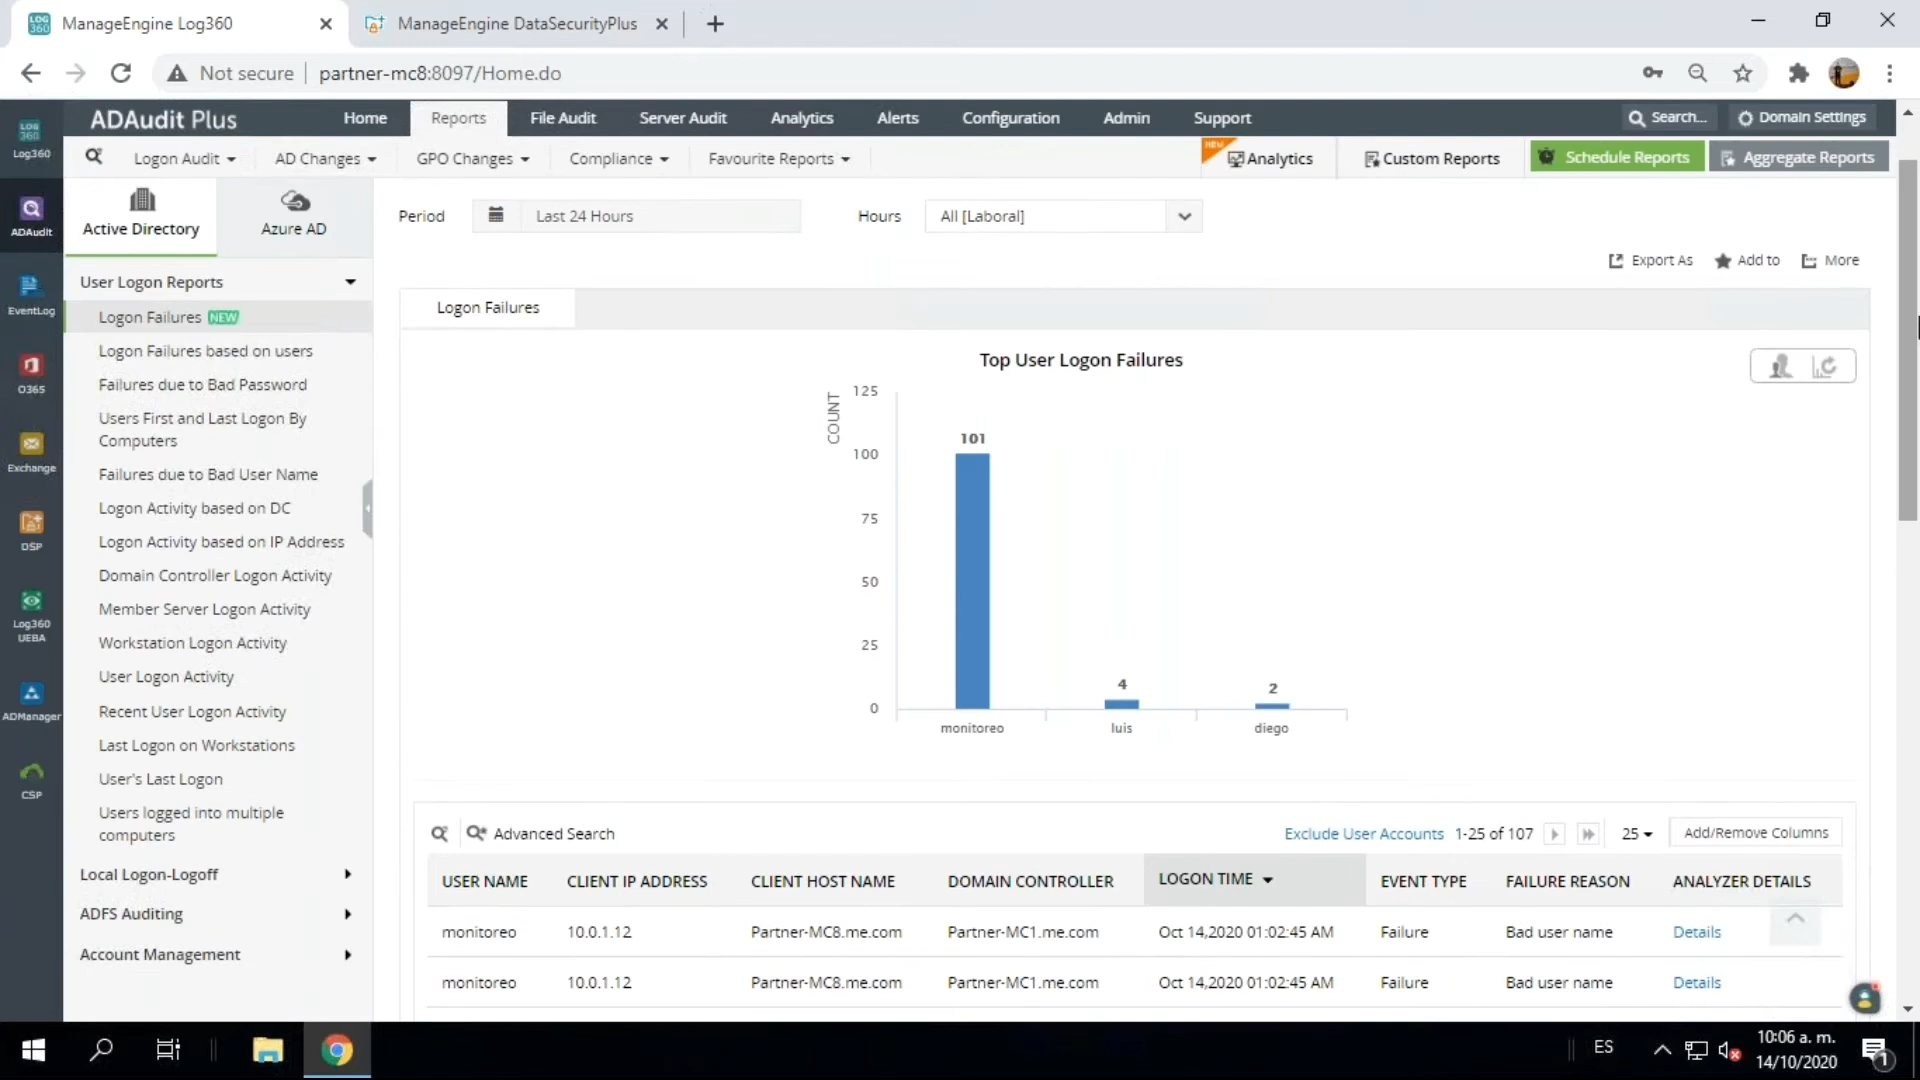 ManageEngine Log360
ManageEngine DataSecurityPlus
Not secure
partner-mc8:8097/Home.do
LOG 360
Log360
ADAudit Plus
Home
Reports
File Audit
Server Audit
Analytics
Alerts
Configuration
Admin
Support
Search...
Domain Settings
Logon Audit
AD Changes
GPO Changes
Compliance
Favourite Reports
NEW
Analytics
Custom Reports
Schedule Reports
Aggregate Reports
ADAudit
EventLog
O365
Exchange
DSP
Log360
UEBA
ADManager
CSP
Active Directory
Azure AD
User Logon Reports
Logon Failures NEW
Logon Failures based on users
Failures due to Bad Password
Users First and Last Logon By
Computers
Failures due to Bad User Name
Logon Activity based on DC
Logon Activity based on IP Address
Domain Controller Logon Activity
Member Server Logon Activity
Workstation Logon Activity
User Logon Activity
Recent User Logon Activity
Last Logon on Workstations
User's Last Logon
Users logged into multiple
computers
Local Logon-Logoff
ADFS Auditing
Account Management
Period
Last 24 Hours
Hours
All [Laboral]
Export As
Add to
More
Logon Failures
Top User Logon Failures
COUNT
125
100
75
50
25
0
101
4
2
monitoreo
luis
diego
Advanced Search
Exclude User Accounts
1-25 of 107
25
Add/Remove Columns
USER NAME CLIENT IP ADDRESS CLIENT HOST NAME DOMAIN CONTROLLER LOGON TIME EVENT TYPE FAILURE REASON ANALYZER DETAILS
monitoreo 10.0.1.12 Partner-MC8.me.com Partner-MC1.me.com Oct 14,2020 01:02:45 AM Failure Bad user name Details
monitoreo 10.0.1.12 Partner-MC8.me.com Partner-MC1.me.com Oct 14,2020 01:02:45 AM Failure Bad user name Details
ES
10:06 a. m.
14/10/2020
1